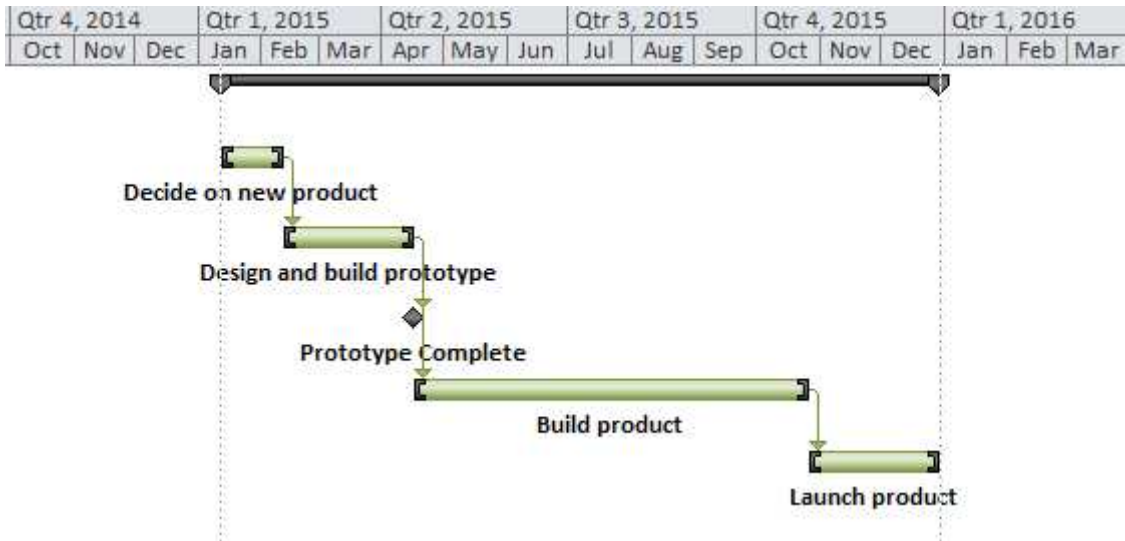 Qtr 4, 2014 Qtr 1, 2015 Qtr 2, 2015 Qtr 3, 2015 Qtr 4, 2015 Qtr 1, 2016
Oct Nov Dec Jan Feb Mar Apr May Jun Jul Aug Sep Oct Nov Dec Jan Feb Mar
Decide on new product
Design and build prototype
Prototype Complete
Build product
Launch product